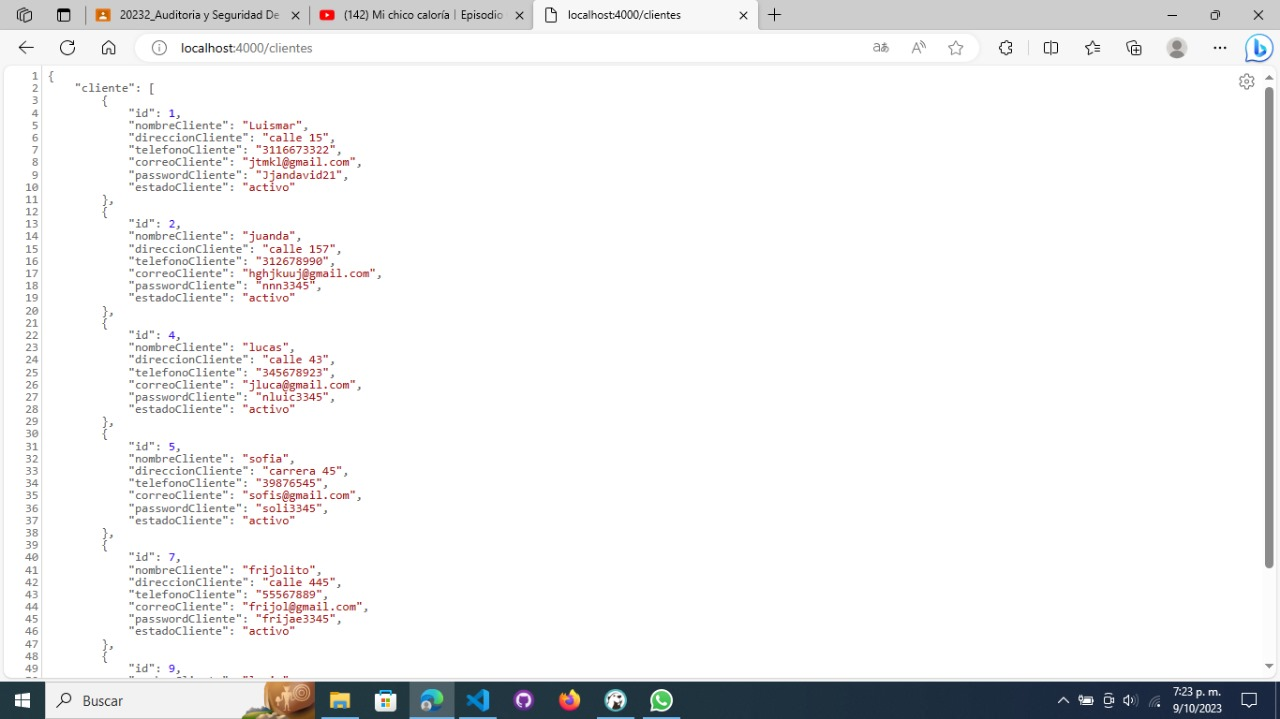 20232_Auditoria y Seguridad De
(142) Mi chico caloría | Episodio
localhost:4000/clientes
localhost:4000/clientes
1 {
2 "cliente": [
3 {
4 "id": 1,
5 "nombreCliente": "Luismar",
6 "direccionCliente": "calle 15",
7 "telefonoCliente": "3116673322",
8 "correoCliente": "jtmkl@gmail.com",
9 "passwordCliente": "Jjandavid21",
10 "estadoCliente": "activo"
11 },
12 {
13 "id": 2,
14 "nombreCliente": "juanda",
15 "direccionCliente": "calle 157",
16 "telefonoCliente": "312678990",
17 "correoCliente": "hghjkuuj@gmail.com",
18 "passwordCliente": "nnn3345",
19 "estadoCliente": "activo"
20 },
21 {
22 "id": 4,
23 "nombreCliente": "lucas",
24 "direccionCliente": "calle 43",
25 "telefonoCliente": "345678923",
26 "correoCliente": "jluca@gmail.com",
27 "passwordCliente": "nluic3345",
28 "estadoCliente": "activo"
29 },
30 {
31 "id": 5,
32 "nombreCliente": "sofia",
33 "direccionCliente": "carrera 45",
34 "telefonoCliente": "39876545",
35 "correoCliente": "sofis@gmail.com",
36 "passwordCliente": "soli3345",
37 "estadoCliente": "activo"
38 },
39 {
40 "id": 7,
41 "nombreCliente": "frijolito",
42 "direccionCliente": "calle 445",
43 "telefonoCliente": "55567889",
44 "correoCliente": "frijol@gmail.com",
45 "passwordCliente": "frijae3345",
46 "estadoCliente": "activo"
47 },
48 {
49 "id": 9,
Buscar
7:23 p. m.
9/10/2023